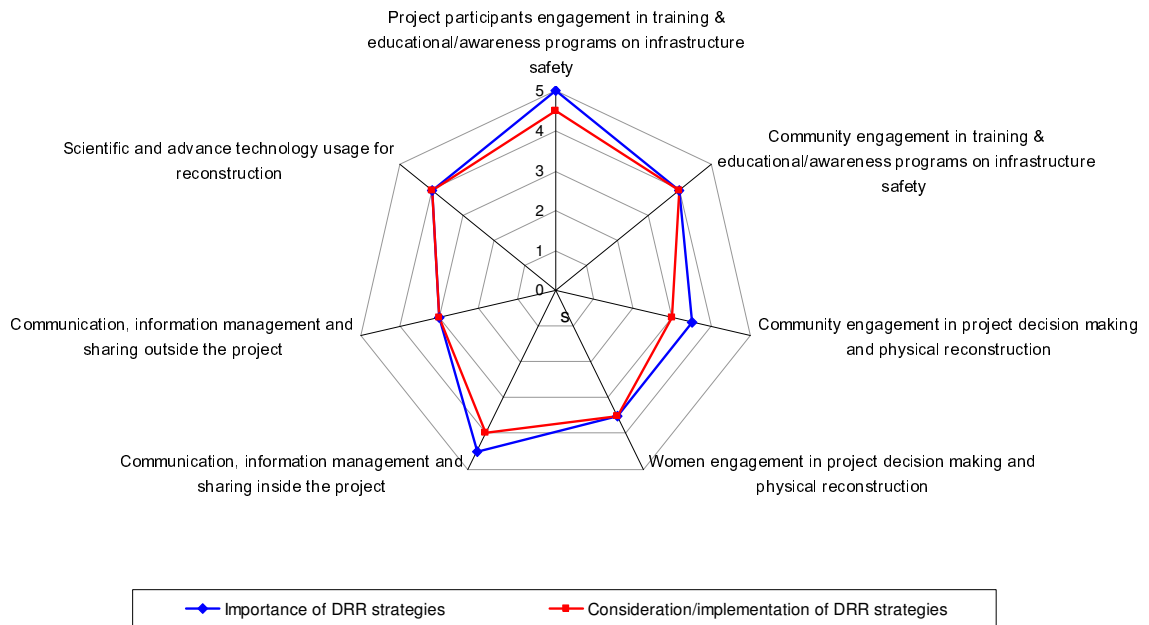 Project participants engagement in training &
educational/awareness programs on infrastructure
safety
Community engagement in training &
educational/awareness programs on infrastructure
safety
Community engagement in project decision making
and physical reconstruction
Women engagement in project decision making and
physical reconstruction
Communication, information management and
sharing inside the project
Communication, information management and
sharing outside the project
Scientific and advance technology usage for
reconstruction
5
4
3
2
1
0
S
Importance of DRR strategies
Consideration/implementation of DRR strategies